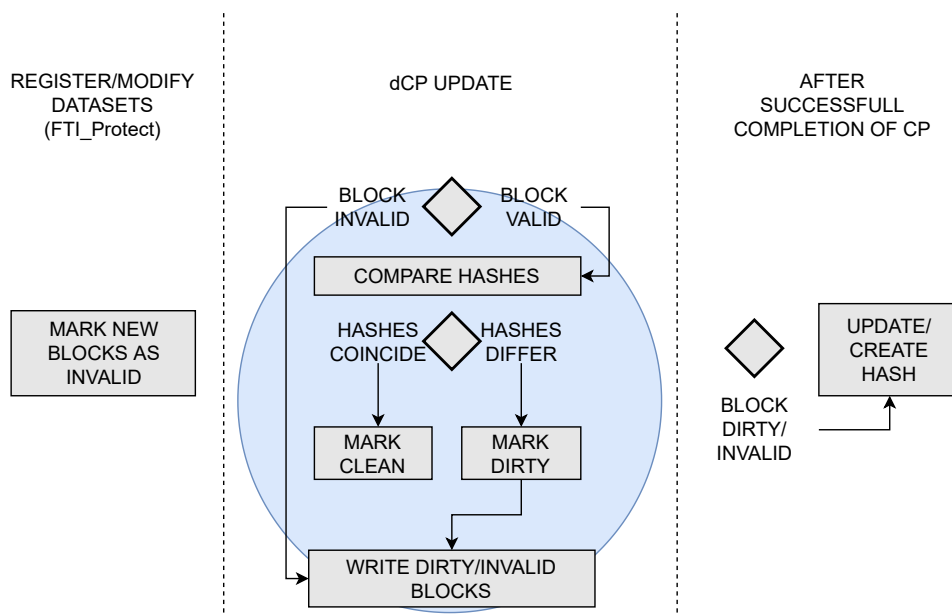 REGISTER/MODIFY
DATASETS
(FTI_Protect)
MARK NEW
BLOCKS AS
INVALID
dCP UPDATE
BLOCK
INVALID
BLOCK
VALID
COMPARE HASHES
HASHES
COINCIDE
HASHES
DIFFER
MARK
CLEAN
MARK
DIRTY
WRITE DIRTY/INVALID
BLOCKS
AFTER
SUCCESSFULL
COMPLETION OF CP
BLOCK
DIRTY/
INVALID
UPDATE/
CREATE
HASH